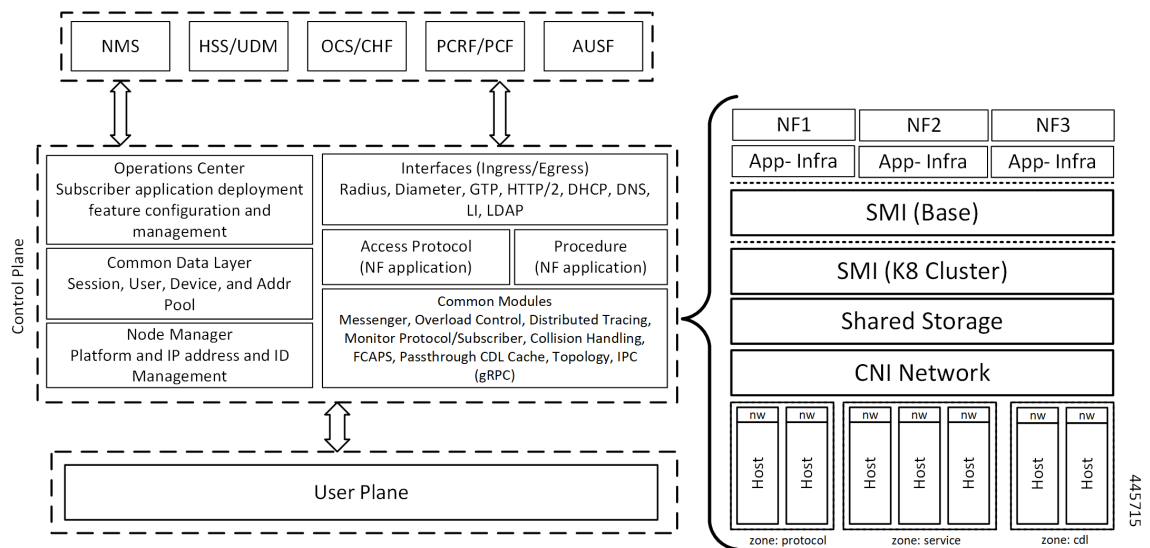 NMS
HSS/UDM
OCS/CHF
PCRF/PCF
AUSF
Control Plane
Operations Center
Subscriber application deployment
feature configuration and
management
Common Data Layer
Session, User, Device, and Addr
Pool
Node Manager
Platform and IP address and ID
Management
Interfaces (Ingress/Egress)
Radius, Diameter, GTP, HTTP/2, DHCP, DNS,
LI, LDAP
Access Protocol
(NF application)
Procedure
(NF application)
Common Modules
Messenger, Overload Control, Distributed Tracing,
Monitor Protocol/Subscriber, Collision Handling,
FCAPS, Passthrough CDL Cache, Topology, IPC
(gRPC)
User Plane
NF1
NF2
NF3
App- Infra
App- Infra
App- Infra
SMI (Base)
SMI (K8 Cluster)
Shared Storage
CNI Network
nw
nw
nw
nw
nw
nw
nw
Host
Host
Host
Host
Host
Host
Host
zone: protocol
zone: service
zone: cdl
445715